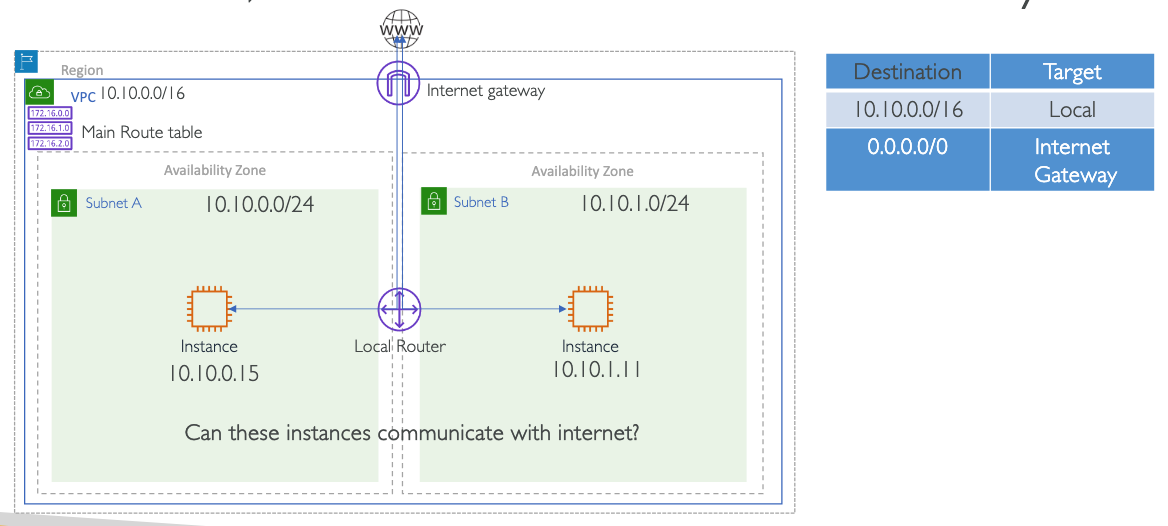 WWW
Region
VPC 10.10.0.0/16
Internet gateway
172.16.0.0
172.16.1.0
172.16.2.0
Main Route table
Availability Zone
Availability Zone
Subnet A
10.10.0.0/24
Subnet B
10.10.1.0/24
Instance
10.10.0.15
Local Router
Instance
10.10.1.11
Can these instances communicate with internet?
Destination Target
10.10.0.0/16 Local
0.0.0.0/0 Internet
Gateway